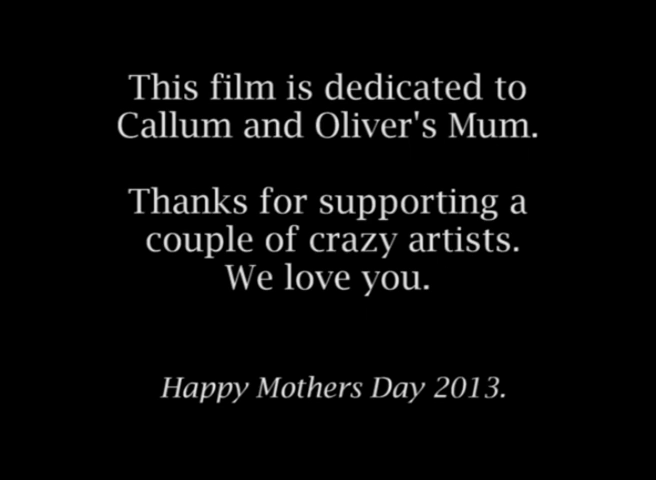 This film is dedicated to
Callum and Oliver's Mum.
Thanks for supporting a
couple of crazy artists.
We love you.
Happy Mothers Day 2013.